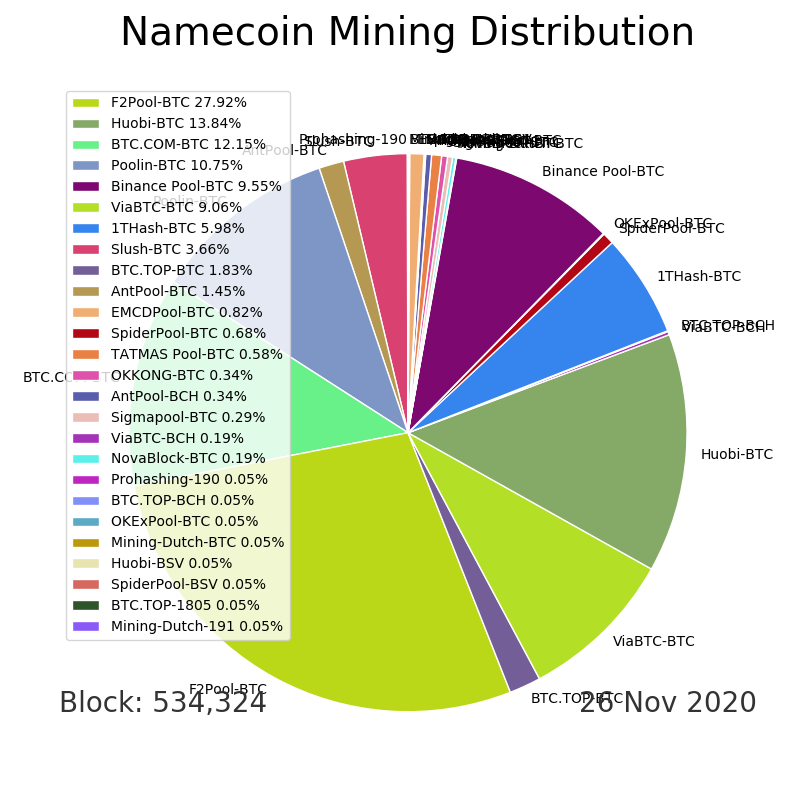 Namecoin Mining Distribution
F2Pool-BTC 27.92%
Huobi-BTC 13.84%
BTC.COM-BTC 12.15%
Poolin-BTC 10.75%
Binance Pool-BTC 9.55%
ViaBTC-BTC 9.06%
1THash-BTC 5.98%
Slush-BTC 3.66%
BTC.TOP-BTC 1.83%
AntPool-BTC 1.45%
EMCDPool-BTC 0.82%
SpiderPool-BTC 0.68%
TATMAS Pool-BTC 0.58%
OKKONG-BTC 0.34%
AntPool-BCH 0.34%
Sigmapool-BTC 0.29%
ViaBTC-BCH 0.19%
NovaBlock-BTC 0.19%
Prohashing-190 0.05%
BTC.TOP-BCH 0.05%
OKExPool-BTC 0.05%
Mining-Dutch-BTC 0.05%
Huobi-BSV 0.05%
SpiderPool-BSV 0.05%
BTC.TOP-1805 0.05%
Mining-Dutch-191 0.05%
Prohashing-190
Slush-BTC
AntPool-BTC
Poolin-BTC
Binance Pool-BTC
OKExPool-BTC
SpiderPool-BTC
1THash-BTC
BTC.TOP-BCH
ViaBTC-BCH
Huobi-BTC
ViaBTC-BTC
BTC.TOP-BTC
F2Pool-BTC
Block: 534,324
26 Nov 2020